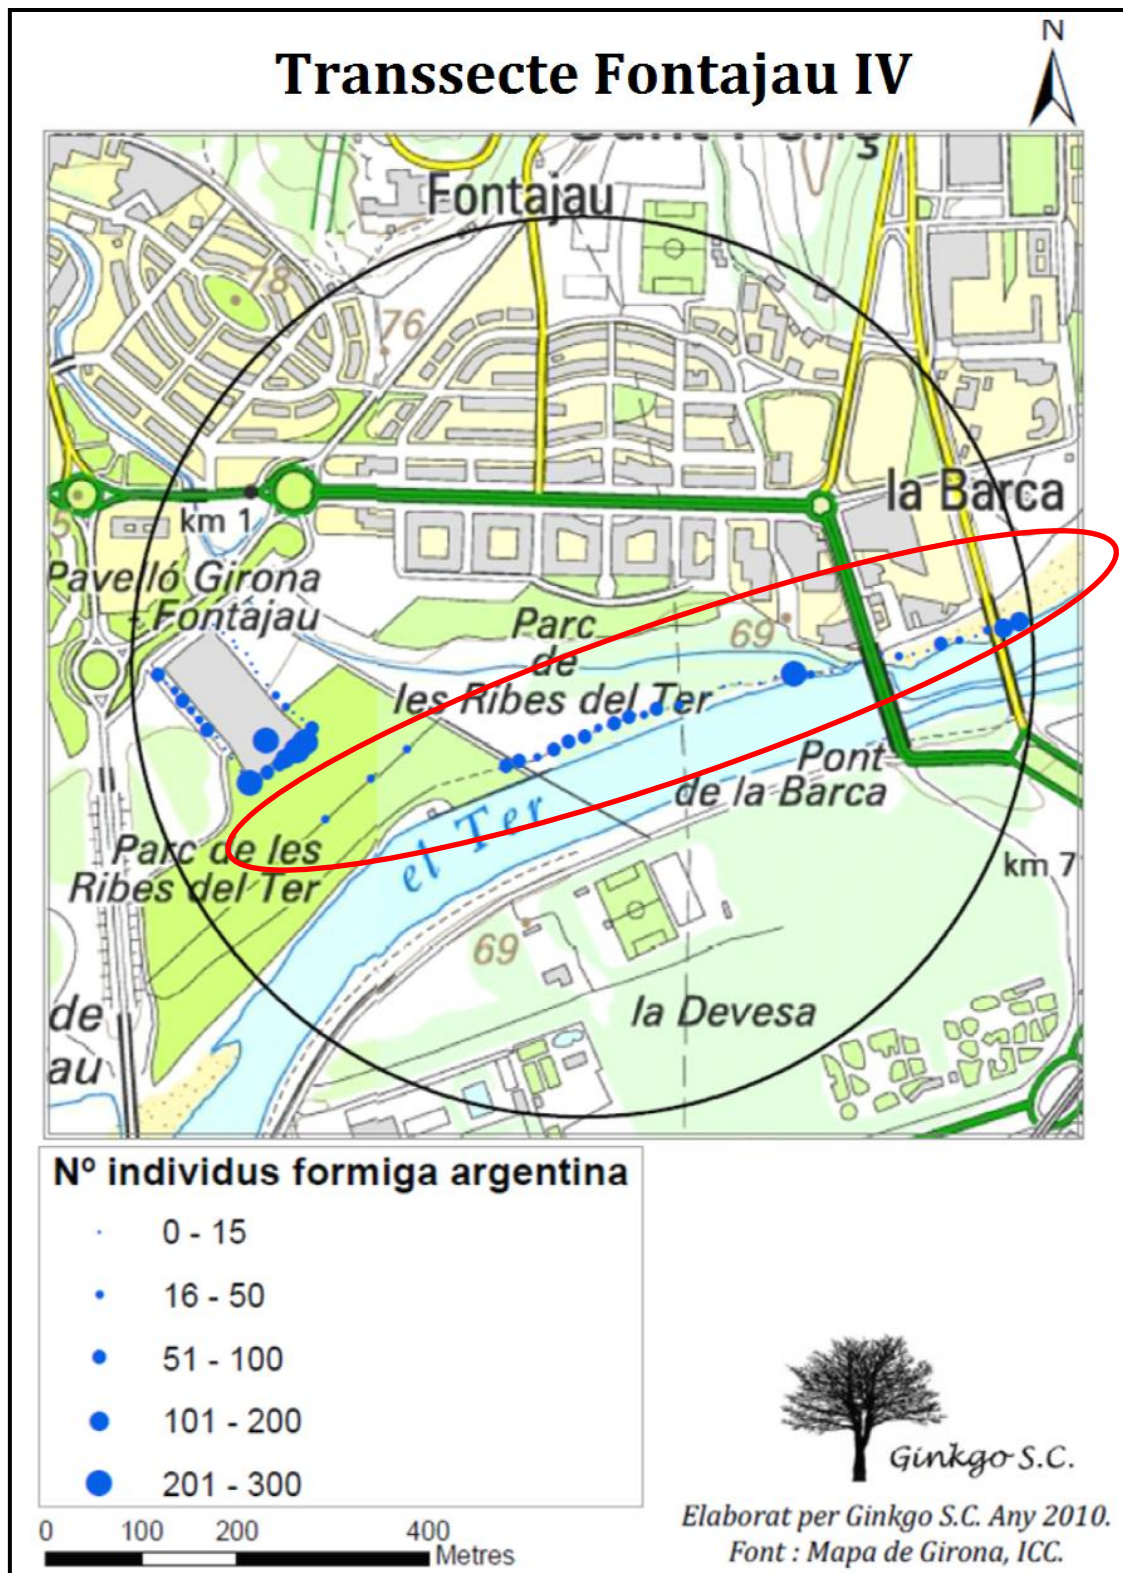 N
Transsecte Fontajau IV
Fontajau
78
76
la Barca
km 1
Pavelló Girona
- Fontajau
Parc
de
les Ribes del Ter
69
Pont
de la Barca
el Ter
Parc de les
Ribes del Ter
km 7
69
la Devesa
de
au
Nº individus formiga argentina
0 - 15
16 - 50
51 - 100
101 - 200
201 - 300
0 100 200 400
Metres
Ginkgo S.C.
Elaborat per Ginkgo S.C. Any 2010.
Font : Mapa de Girona, ICC.